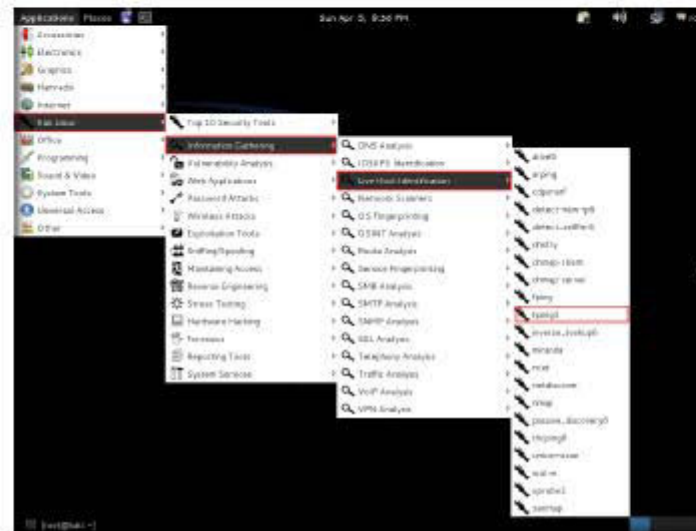 Applications Places
Sun Apr 5, 9:36 PM
Accessories
Electronics
Graphics
Hamradio
Internet
Kali Linux
Office
Programming
Sound & Video
System Tools
Universal Access
Other
Top 10 Security Tools
Information Gathering
Vulnerability Analysis
Web Applications
Password Attacks
Wireless Attacks
Exploitation Tools
Sniffing/Spoofing
Maintaining Access
Reverse Engineering
Stress Testing
Hardware Hacking
Forensics
Reporting Tools
System Services
DNS Analysis
IDS/IPS Identification
Live Host Identification
Network Scanners
OS Fingerprinting
OSINT Analysis
Route Analysis
Service Fingerprinting
SMB Analysis
SMTP Analysis
SNMP Analysis
SSL Analysis
Telephony Analysis
Traffic Analysis
VoIP Analysis
VPN Analysis
alive6
arping
cdpsnarf
detect-new-ip6
detect-sniffer6
dmitry
dnmap-client
dnmap-server
fping
hping3
inverse_lookup6
miranda
ncat
netdiscover
nmap
passive_discovery6
thcping6
unicornscan
wol-e
xprobe2
zenmap
[root@kali: ~]